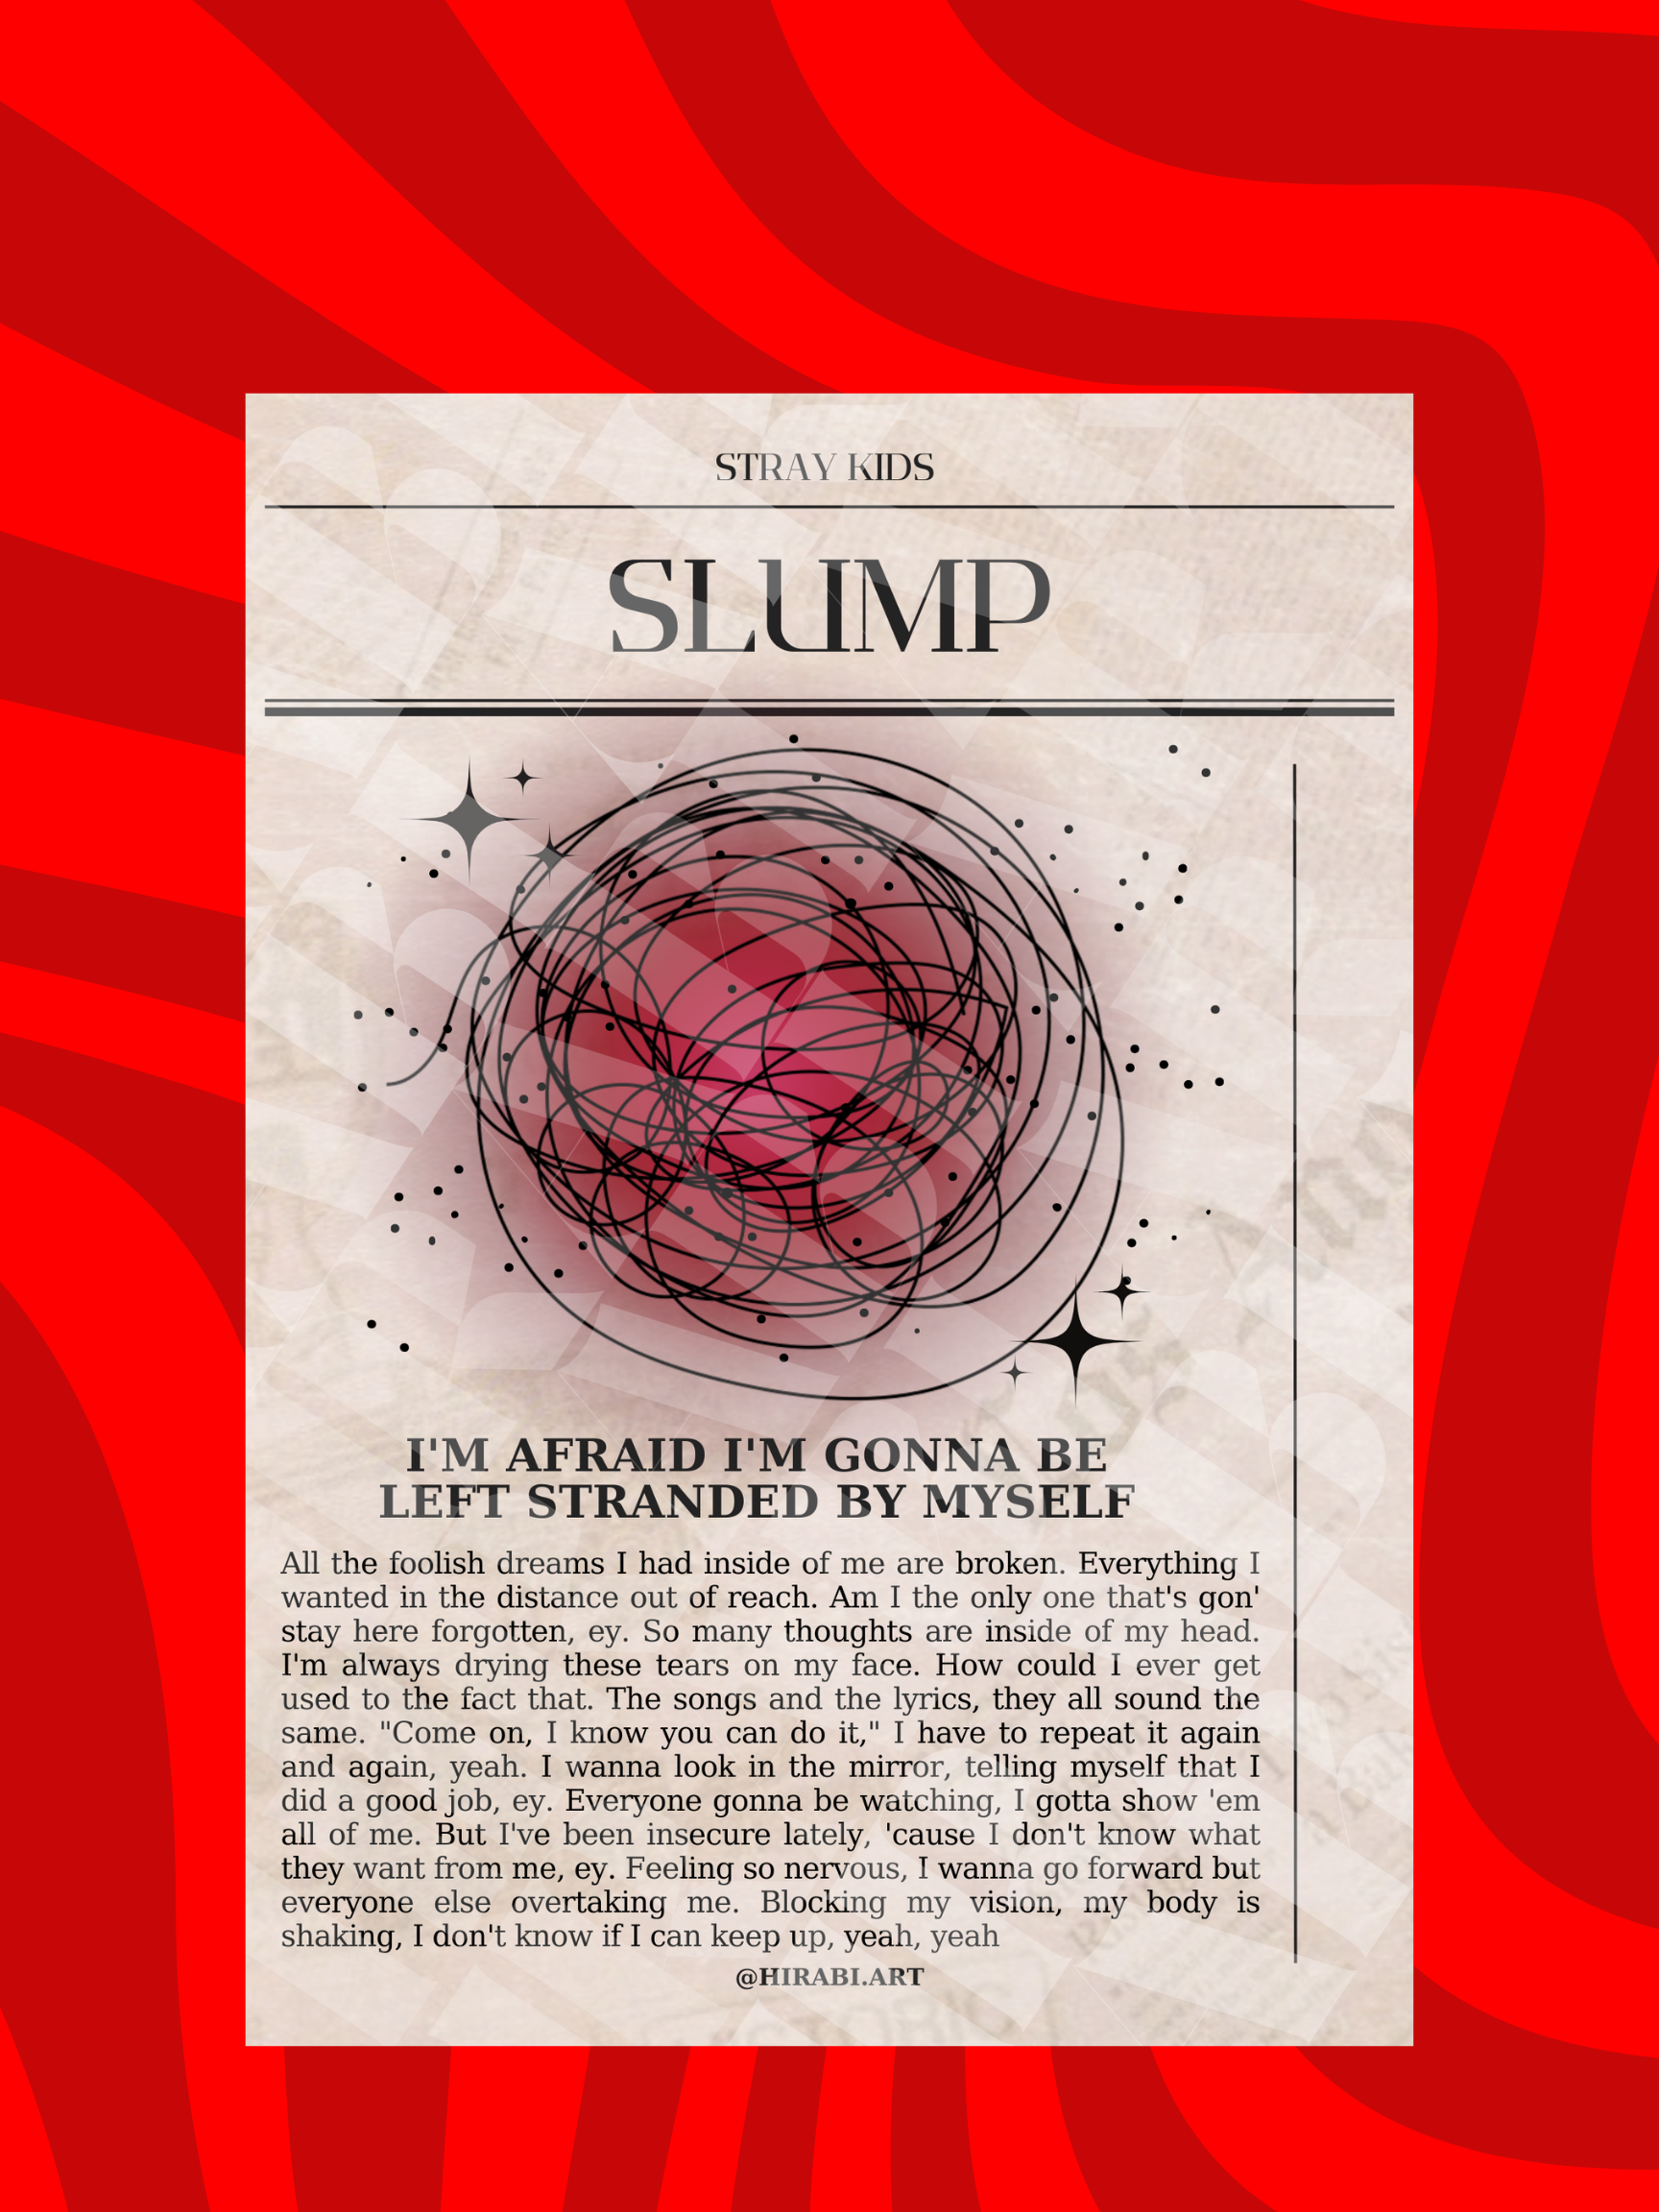 STRAY KIDS
SLUMP
I'M AFRAID I'M GONNA BE
LEFT STRANDED BY MYSELF
All the foolish dreams I had inside of me are broken. Everything I
wanted in the distance out of reach. Am I the only one that's gon'
stay here forgotten, ey. So many thoughts are inside of my head.
I'm always drying these tears on my face. How could I ever get
used to the fact that. The songs and the lyrics, they all sound the
same. "Come on, I know you can do it," I have to repeat it again
and again, yeah. I wanna look in the mirror, telling myself that I
did a good job, ey. Everyone gonna be watching, I gotta show 'em
all of me. But I've been insecure lately, 'cause I don't know what
they want from me, ey. Feeling so nervous, I wanna go forward but
everyone else overtaking me. Blocking my vision, my body is
shaking, I don't know if I can keep up, yeah, yeah
@HIRABI.ART